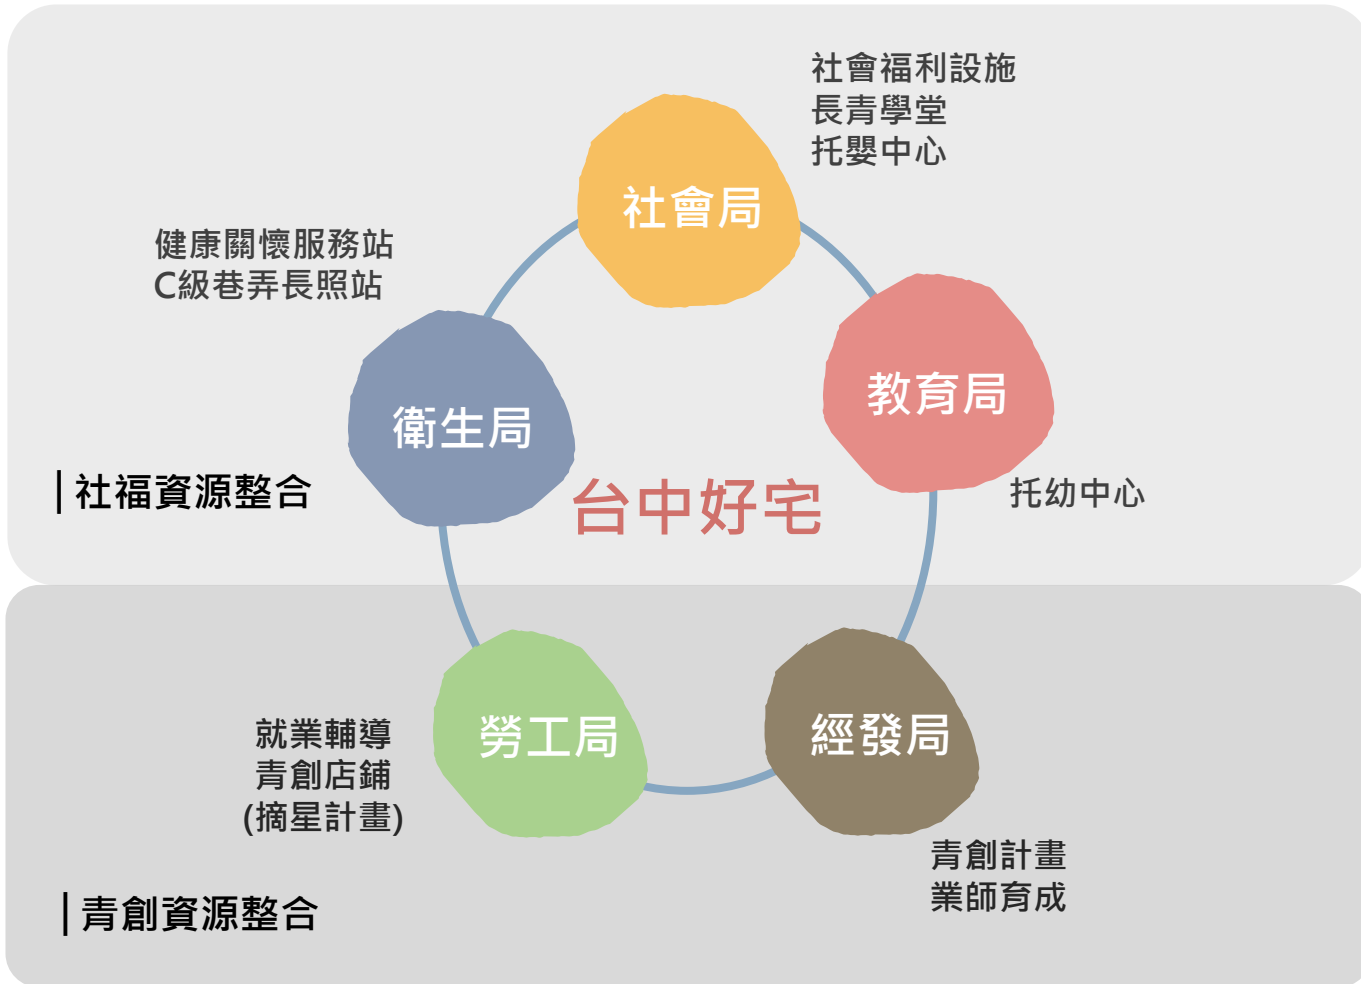 社會福利設施
長青學堂
托嬰中心
社會局
健康關懷服務站
C級巷弄長照站
教育局
衛生局
社福資源整合
台中好宅
托幼中心
就業輔導
青創店鋪
(摘星計畫)
勞工局
經發局
青創計畫
業師育成
青創資源整合